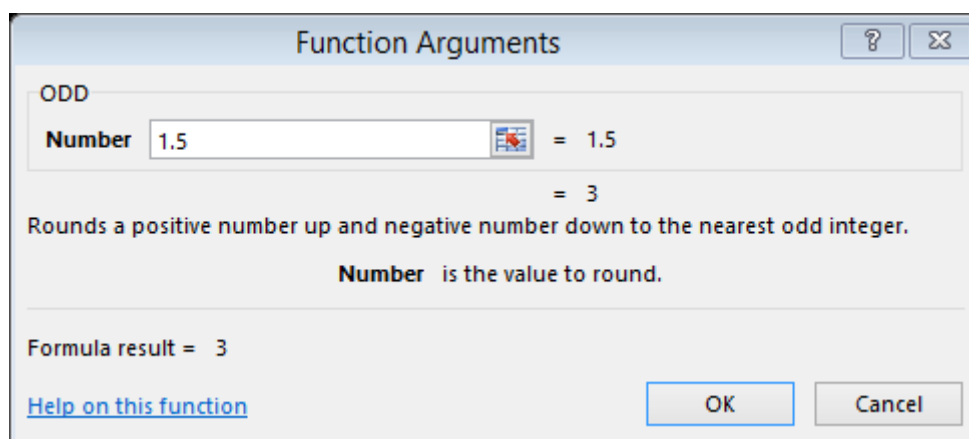 Function Arguments
ODD
Number 1.5 = 1.5
= 3
Rounds a positive number up and negative number down to the nearest odd integer.
Number is the value to round.
Formula result = 3
Help on this function OK Cancel